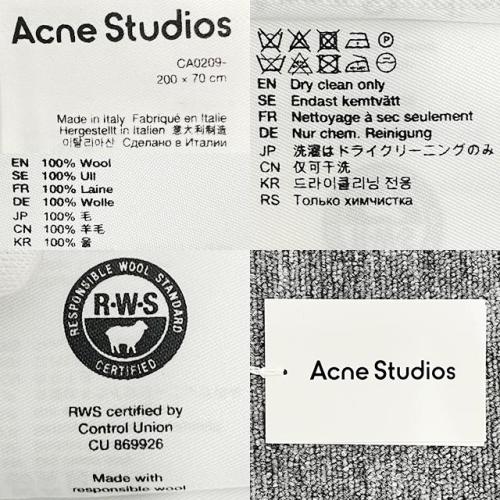 Acne Studios
CA0209-
200 x 70 cm
Made in Italy Fabriqué en Italie
Hergestellt in Italien 意大利制造
이탈리아산 Сделано в Италии
EN 100% Wool
SE 100% Ull
FR 100% Laine
DE 100% Wolle
JP 100% 毛
CN 100% 羊毛
KR 100% 울
P
EN Dry clean only
SE Endast kemtvätt
FR Nettoyage à sec seulement
DE Nur chem. Reinigung
JP 洗濯はドライクリーニングのみ
CN 仅可干洗
KR 드라이클리닝 전용
RS Только химчистка
RESPONSIBLE WOOL STANDARD
R·W·S
CERTIFIED
RWS certified by
Control Union
CU 869926
Made with
responsible wool
Acne Studios